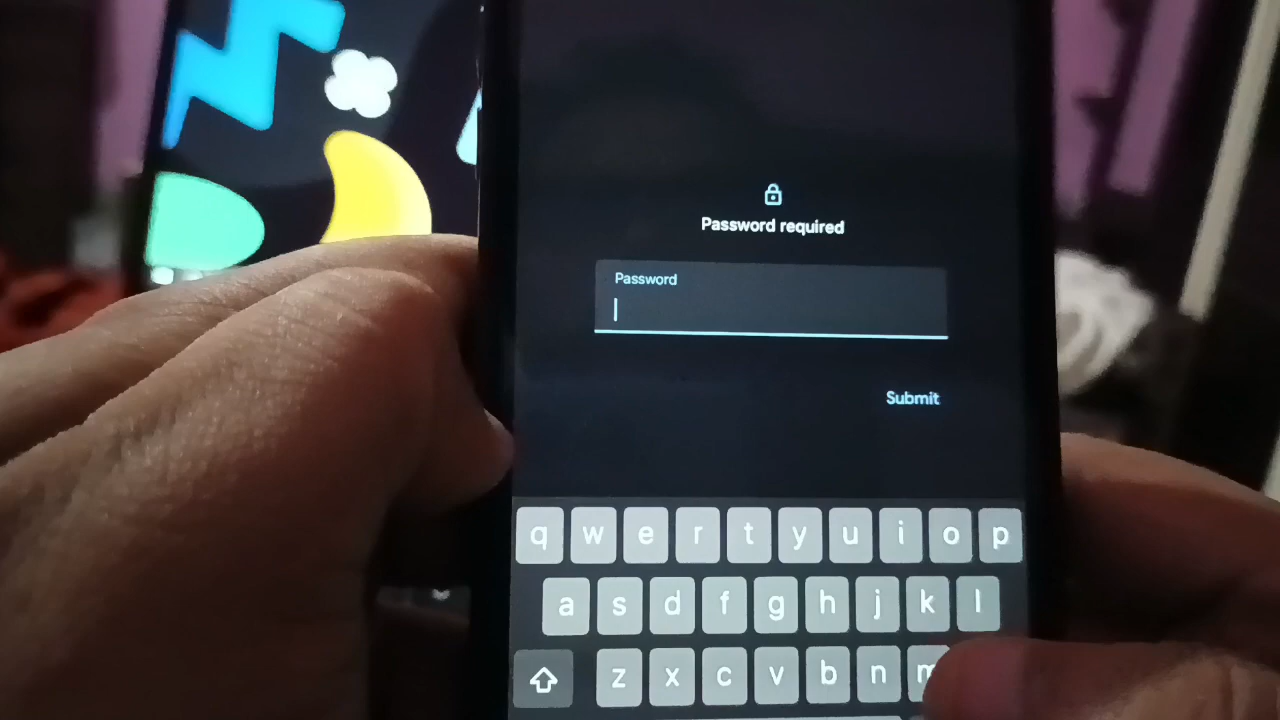 Password required
Password
Submit
q w e r t y u i o p
a s d f g h j k l
z x c v b n m